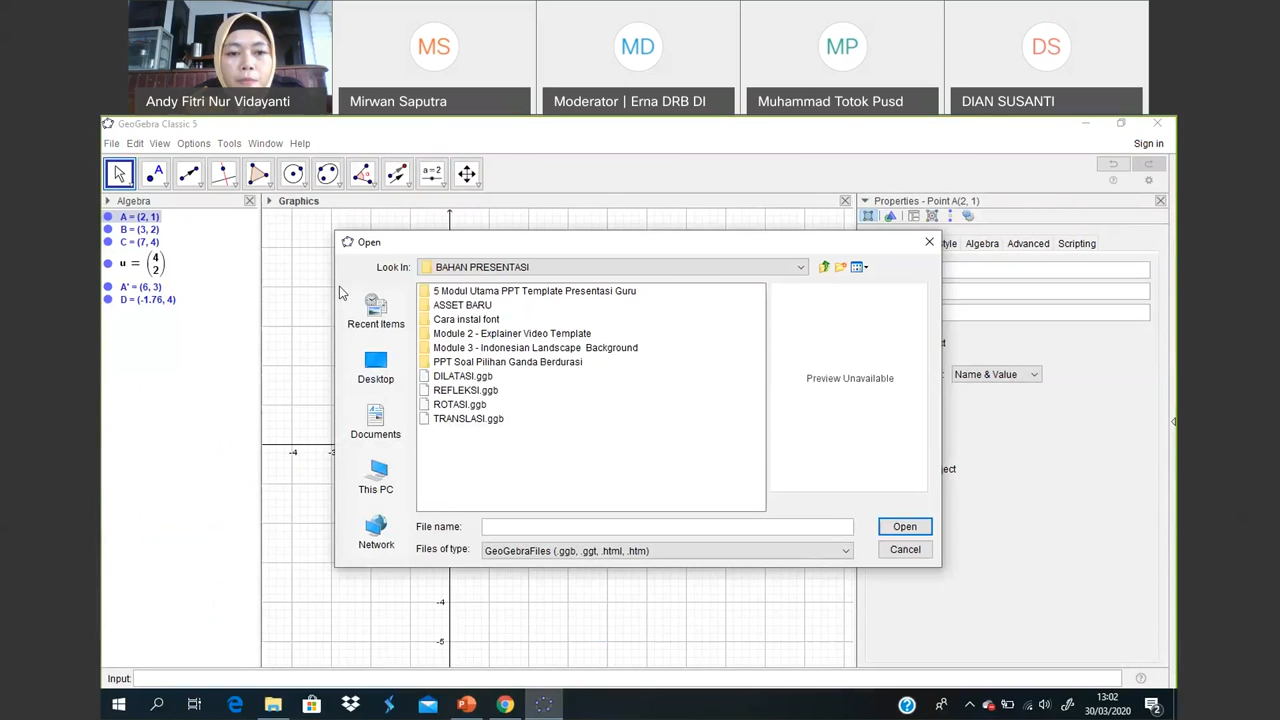 MS
MD
MP
DS
Andy Fitri Nur Vidayanti
Mirwan Saputra
Moderator | Erna DRB DI
Muhammad Totok Pusd
DIAN SUSANTI
GeoGebra Classic 5
File Edit View Options Tools Window Help
Sign in
A
a=2
Algebra
Graphics
Properties - Point A(2, 1)
A = (2, 1)
B = (3, 2)
C = (7, 4)
u = (4 2)
A' = (6, 3)
D = (-1.76, 4)
Open
Look In: BAHAN PRESENTASI
Recent Items
Desktop
Documents
This PC
Network
5 Modul Utama PPT Template Presentasi Guru
ASSET BARU
Cara instal font
Module 2 - Explainer Video Template
Module 3 - Indonesian Landscape Background
PPT Soal Pilihan Ganda Berdurasi
DILATASI.ggb
REFLEKSI.ggb
ROTASI.ggb
TRANSLASI.ggb
Preview Unavailable
File name:
Open
Files of type: GeoGebraFiles (.ggb, .ggt, .html, .htm)
Cancel
Algebra Advanced Scripting
Name & Value
-4
-4
-5
Input:
13:02
30/03/2020
2